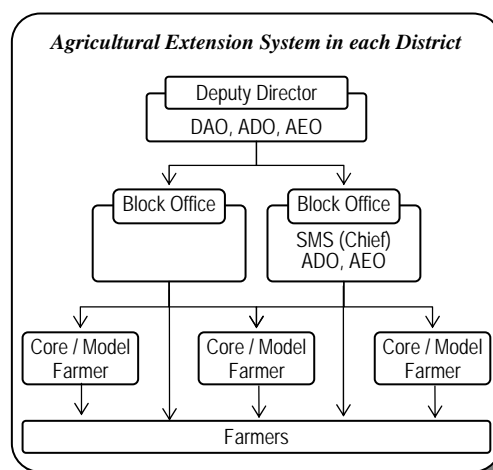 Agricultural Extension System in each District
Deputy Director
DAO, ADO, AEO
Block Office
Block Office
SMS (Chief)
ADO, AEO
Core / Model
Farmer
Core / Model
Farmer
Core / Model
Farmer
Farmers